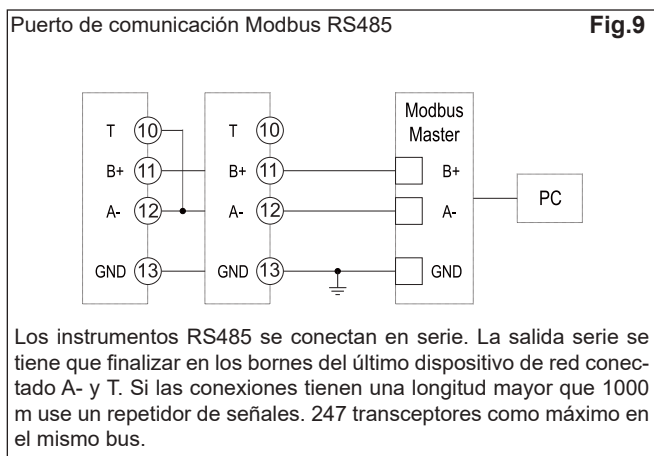 Puerto de comunicación Modbus RS485 Fig.9
Modbus
Master
T 10 T 10
B+ 11 B+ 11 B+
PC
A- 12 A- 12 A-
GND 13 GND 13 GND
Los instrumentos RS485 se conectan en serie. La salida serie se
tiene que finalizar en los bornes del último dispositivo de red conec-
tado A- y T. Si las conexiones tienen una longitud mayor que 1000
m use un repetidor de señales. 247 transceptores como máximo en
el mismo bus.